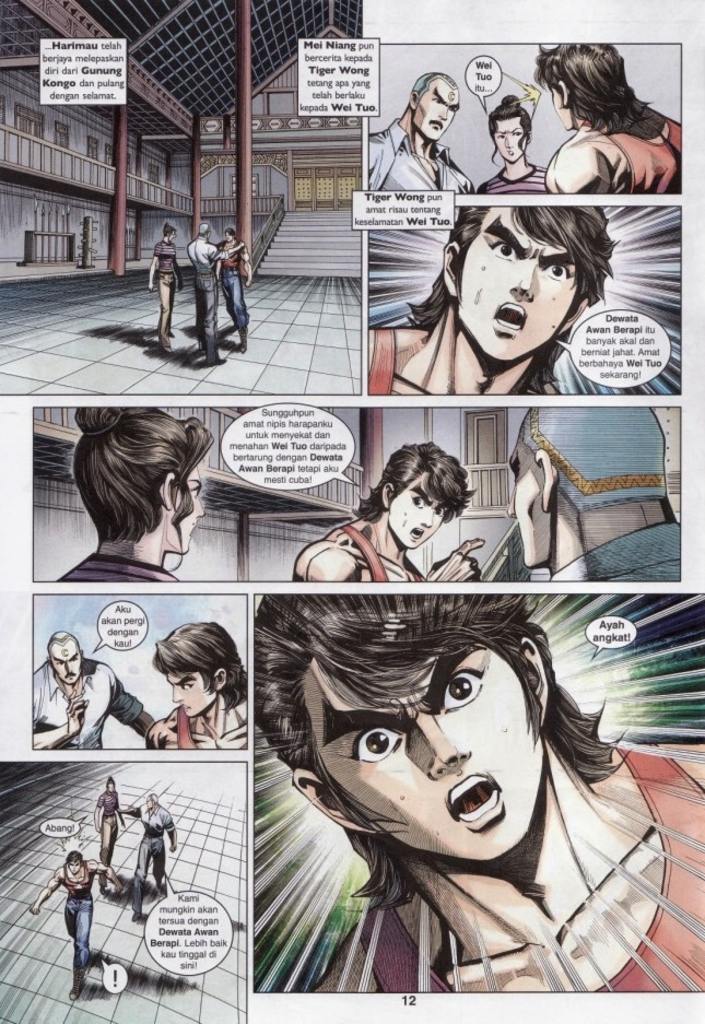 ...Harimau telah
berjaya melepaskan
diri dari Gunung
Kongo dan pulang
dengan selamat.
Mei Niang pun
bercerita kepada
Tiger Wong
tetang apa yang
telah berlaku
kepada Wei Tuo.
Wei
Tuo
itu...
Tiger Wong pun
amat risau tentang
keselamatan Wei Tuo.
Dewata
Awan Berapi itu
banyak akal dan
berniat jahat. Amat
berbahaya Wei Tuo
sekarang!
Sungguhpun
amat nipis harapanku
untuk menyekat dan
menahan Wei Tuo daripada
bertarung dengan Dewata
Awan Berapi tetapi aku
mesti cuba!
Aku
akan pergi
dengan
kau!
Ayah
angkat!
Abang!
Kami
mungkin akan
tersua dengan
Dewata Awan
Berapi. Lebih baik
kau tinggal di
sini!
!
12